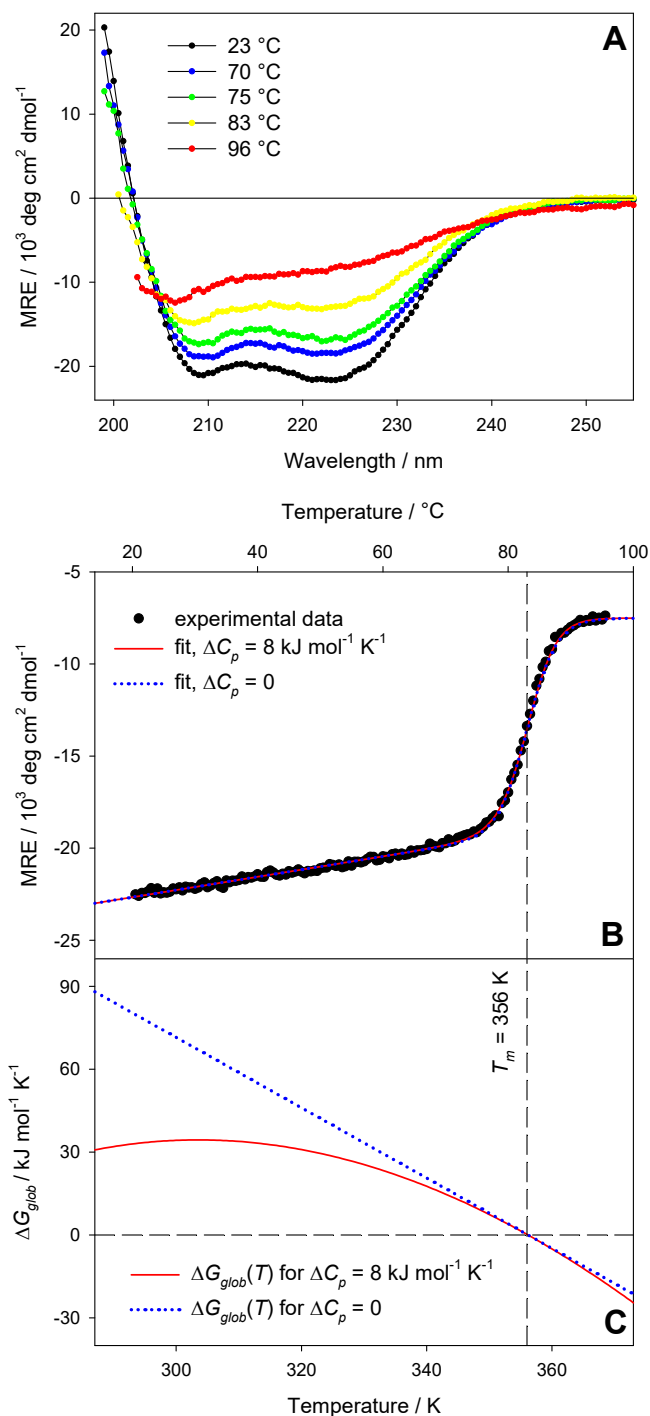 A
23 °C
70 °C
75 °C
83 °C
96 °C
20
10
0
-10
-20
MRE / 10³ deg cm² dmol⁻¹
200 210 220 230 240 250
Wavelength / nm
Temperature / °C
20 40 60 80 100
-5
-10
-15
-20
-25
MRE / 10³ deg cm² dmol⁻¹
experimental data
fit, ΔCₚ = 8 kJ mol⁻¹ K⁻¹
fit, ΔCₚ = 0
B
90
60
30
0
-30
ΔG_glob / kJ mol⁻¹ K⁻¹
T_m = 356 K
ΔG_glob(T) for ΔCₚ = 8 kJ mol⁻¹ K⁻¹
ΔG_glob(T) for ΔCₚ = 0
C
300 320 340 360
Temperature / K